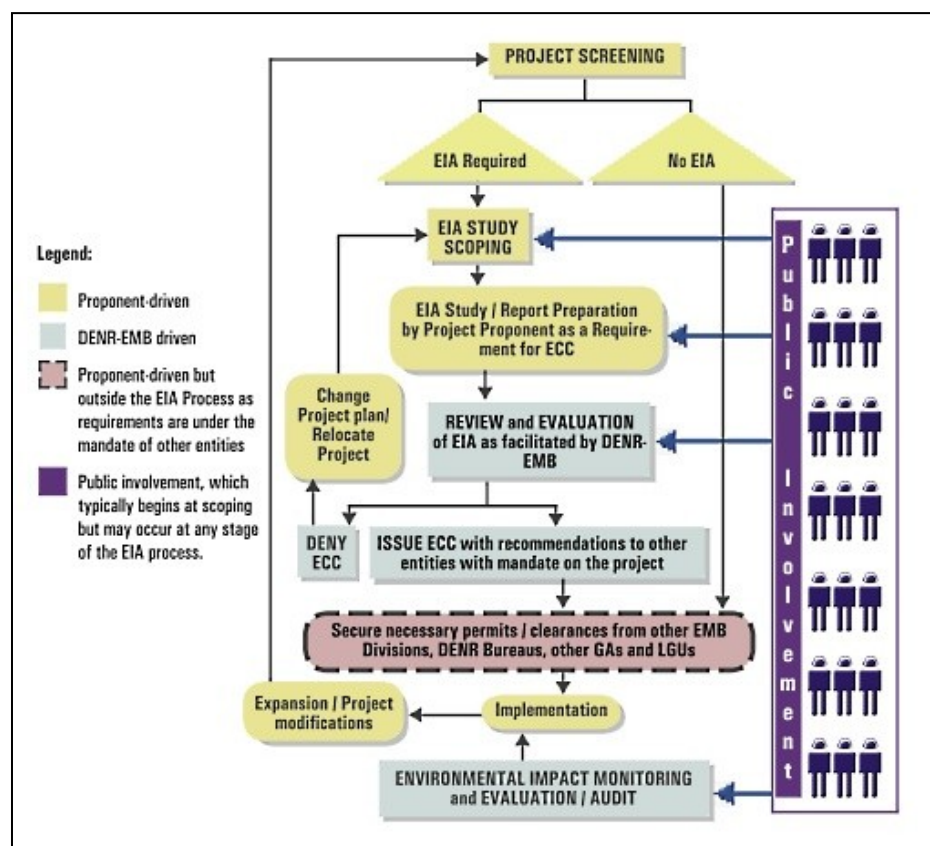 PROJECT SCREENING
EIA Required
No EIA
EIA STUDY
SCOPING
Legend:
Proponent-driven
DENR-EMB driven
Proponent-driven but
outside the EIA Process as
requirements are under the
mandate of other entities
Public involvement, which
typically begins at scoping
but may occur at any stage
of the EIA process.
EIA Study / Report Preparation
by Project Proponent as a Require-
ment for ECC
Change
Project plan/
Relocate
Project
REVIEW and EVALUATION
of EIA as facilitated by DENR-
EMB
DENY
ECC
ISSUE ECC with recommendations to other
entities with mandate on the project
Secure necessary permits / clearances from other EMB
Divisions, DENR Bureaus, other GAs and LGUs
Expansion / Project
modifications
Implementation
ENVIRONMENTAL IMPACT MONITORING
and EVALUATION / AUDIT
Public Involvement